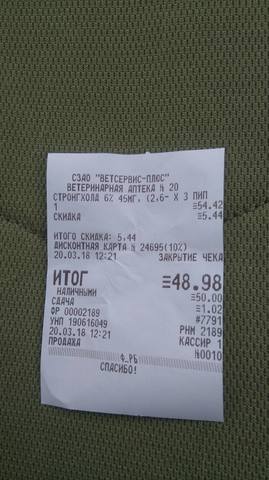 СЗАО "ВЕТСЕРВИС-ПЛЮС"
ВЕТЕРИНАРНАЯ АПТЕКА N 20
СТРОНГХОЛД 6% 45МГ. (2,6- X 3 ПИП
1 ≡54.42
СКИДКА ≡5.44
ИТОГО СКИДКА: 5.44
ДИСКОНТНАЯ КАРТА N 24695(10%)
20.03.18 12:21 ЗАКРЫТИЕ ЧЕКА
ИТОГ ≡48.98
НАЛИЧНЫМИ ≡50.00
СДАЧА ≡1.02
ФР 00002189 #7791
УНП 190616049 РНМ 2189
20.03.18 12:21 КАССИР 1
ПРОДАЖА №0010
Ф.РБ
СПАСИБО!